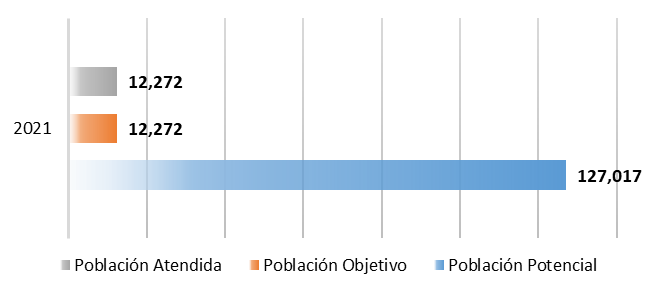 12,272
2021
12,272
127,017
Población Atendida
Población Objetivo
Población Potencial